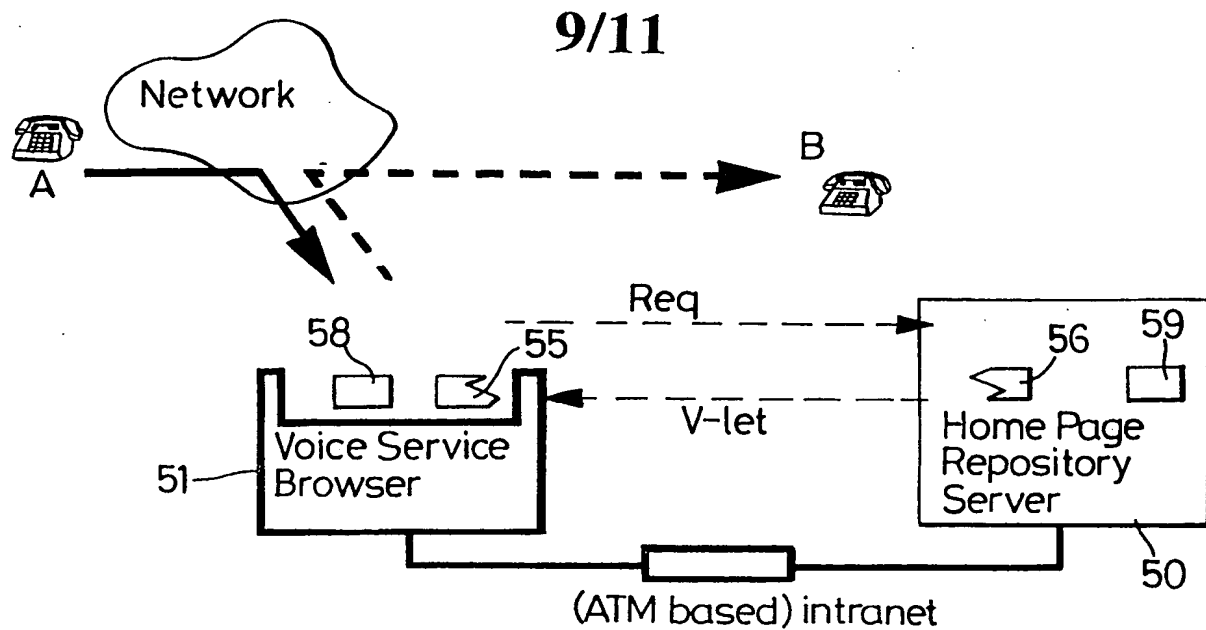 9/11
Network
A
B
Req
58
55
56
59
V-let
Voice Service
Browser
51
Home Page
Repository
Server
50
(ATM based) intranet